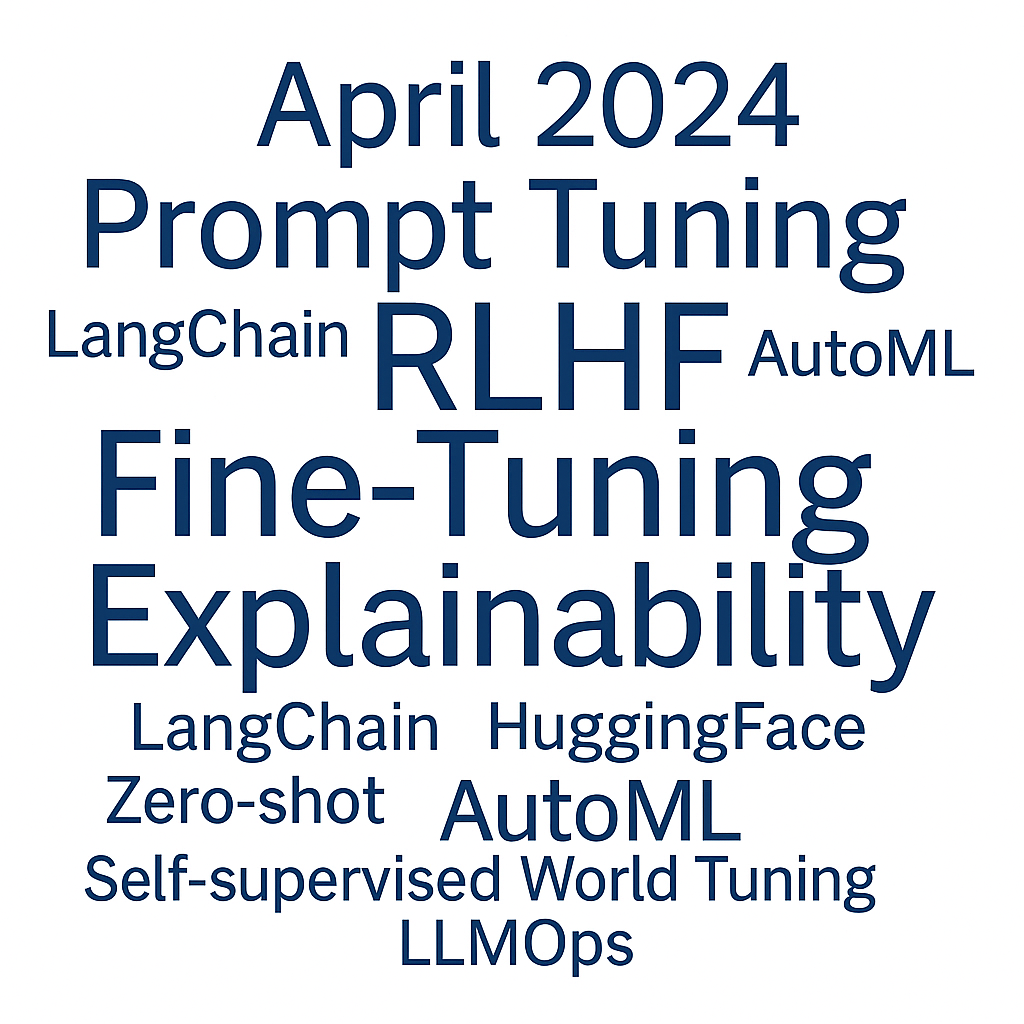 April 2024
Prompt Tuning
LangChain RLHF AutoML
Fine-Tuning
Explainability
LangChain HuggingFace
Zero-shot AutoML
Self-supervised World Tuning
LLMOps